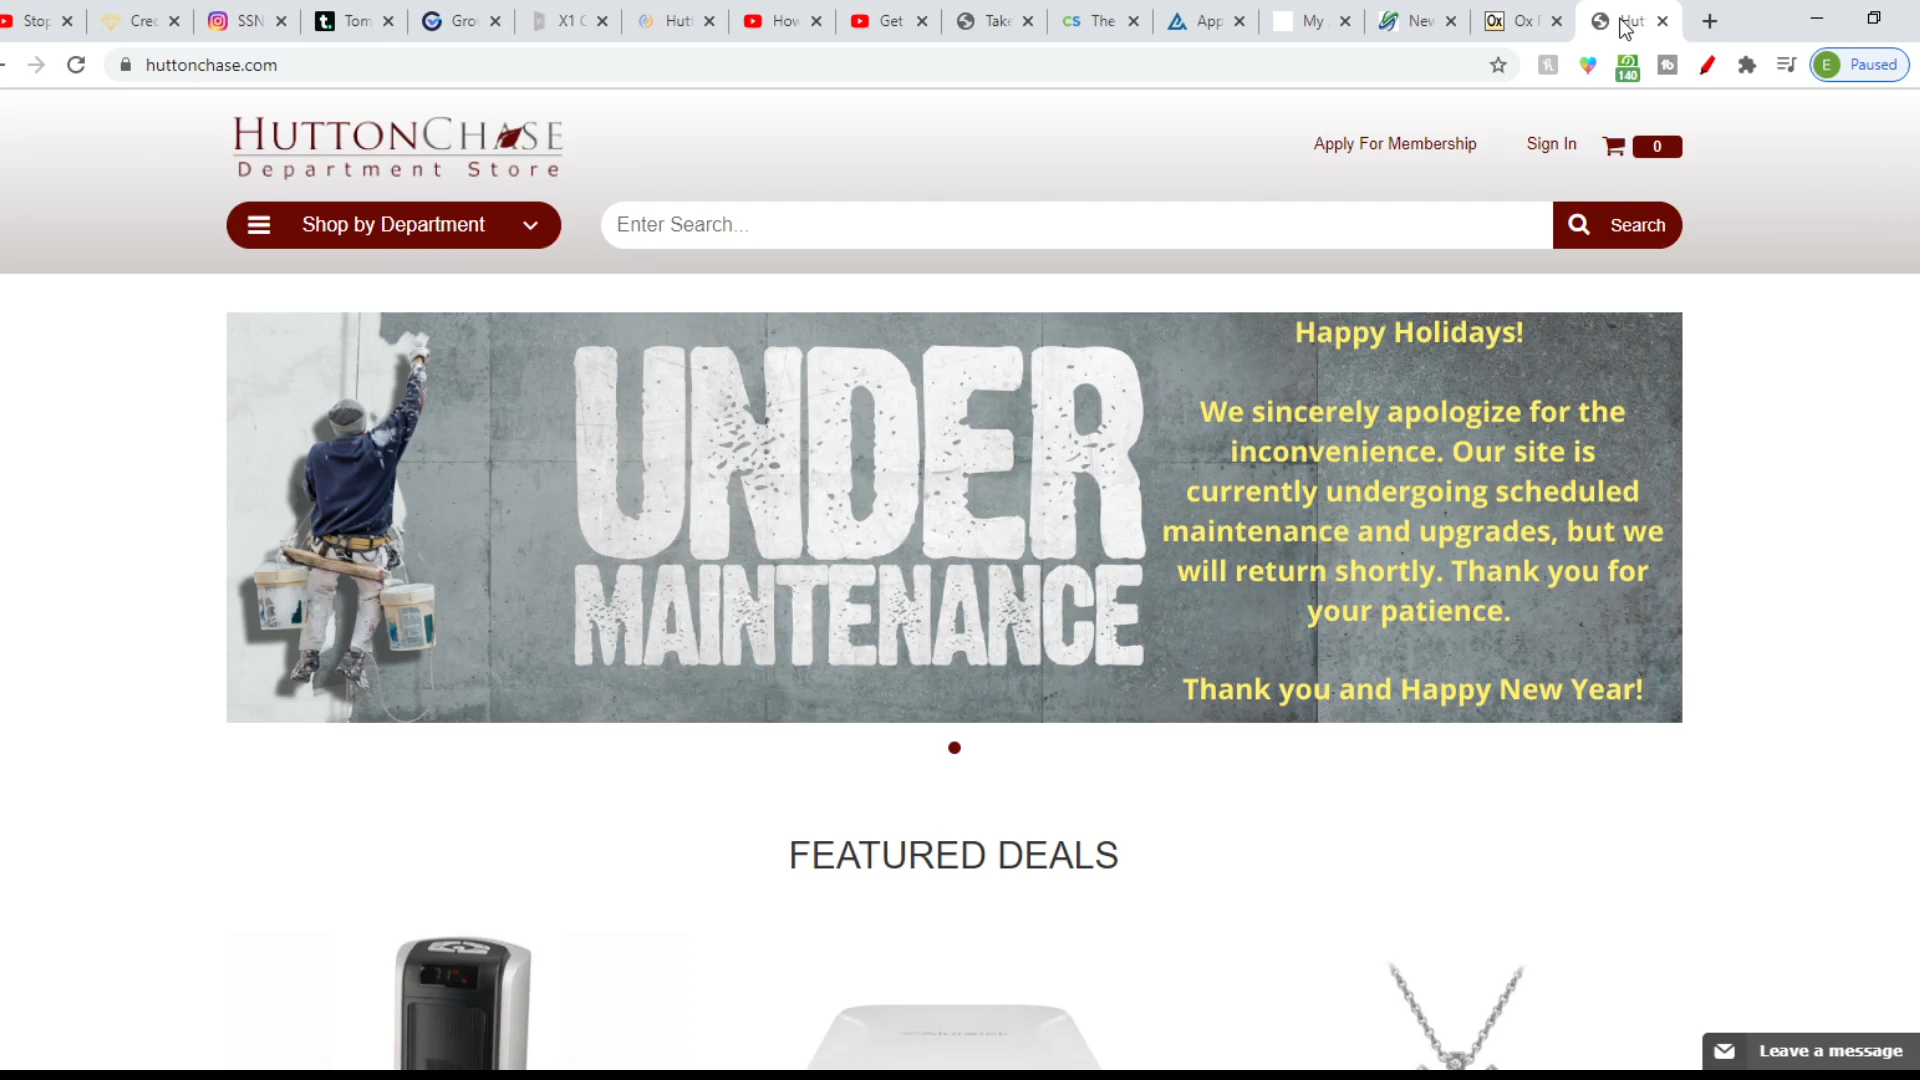 Stop
Crec
SSN
t.
Tom
Gro
X1 C
Hut
How
Get
Take
CS
The
App
My
New
Ox
Ox
Hut
huttonchase.com
140
E
Paused
HUTTONCHASE
Department Store
Apply For Membership
Sign In
0
Shop by Department
Enter Search...
Search
UNDER
MAINTENANCE
Happy Holidays!
We sincerely apologize for the
inconvenience. Our site is
currently undergoing scheduled
maintenance and upgrades, but we
will return shortly. Thank you for
your patience.
Thank you and Happy New Year!
FEATURED DEALS
Leave a message